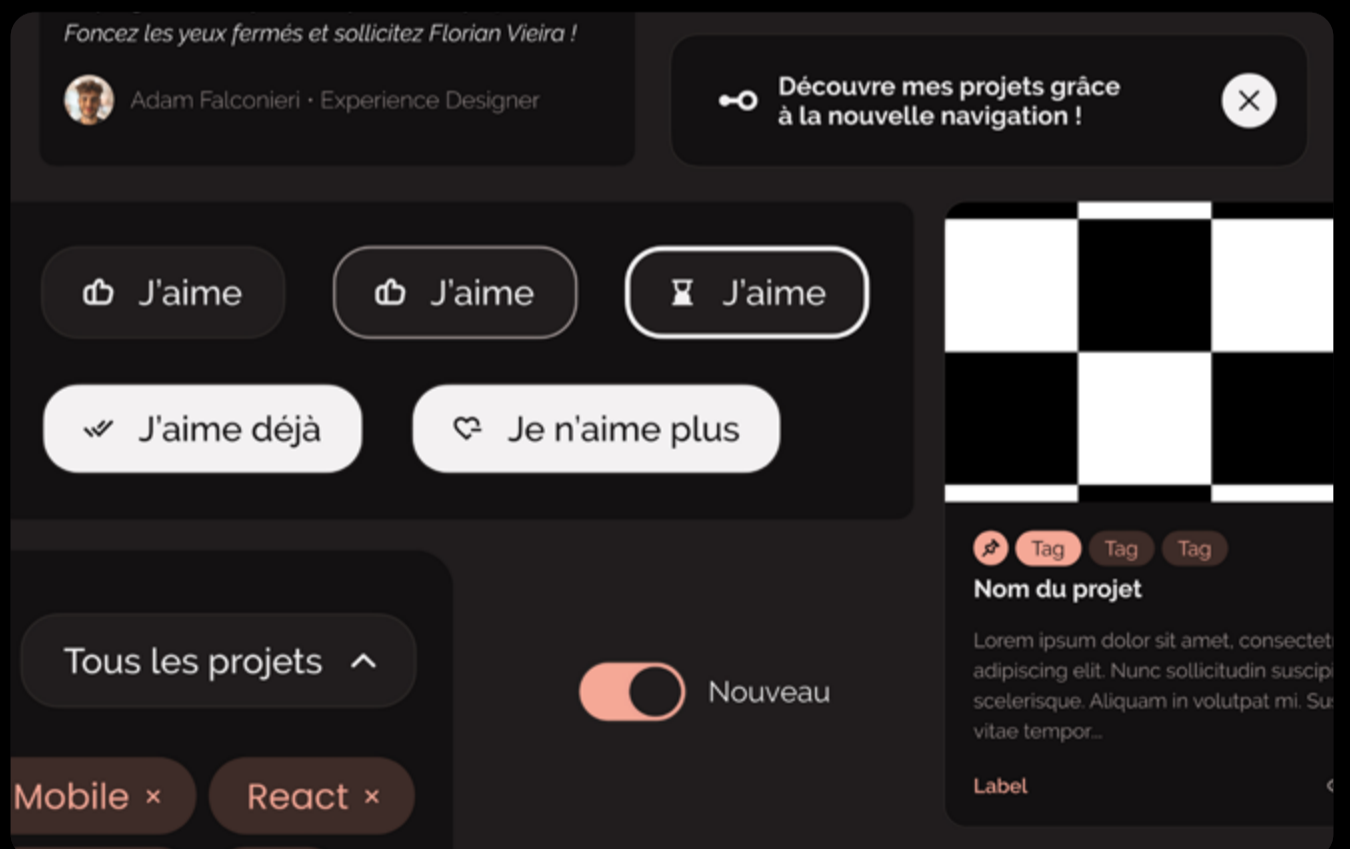 Foncez les yeux fermés et sollicitez Florian Vieira !
Adam Falconieri • Experience Designer
Découvre mes projets grâce
à la nouvelle navigation !
J'aime
J'aime
J'aime
J'aime déjà
Je n'aime plus
Tag
Tag
Tag
Nom du projet
Lorem ipsum dolor sit amet,
adipiscing elit. Nunc sollicitudin
scelerisque. Aliquam in volutpat mi.
vitae tempor...
Label
Tous les projets
Nouveau
Mobile ×
React ×